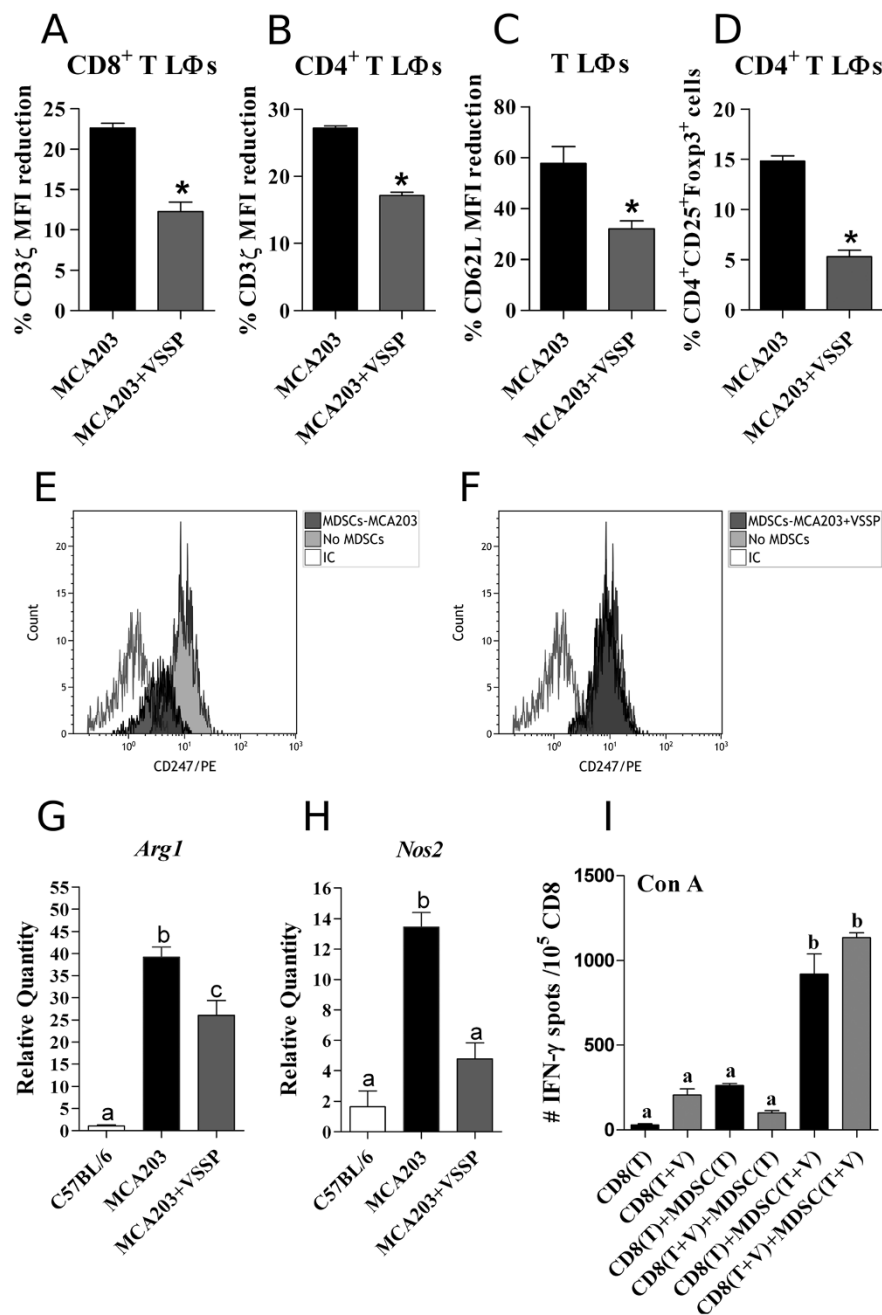 A
CD8⁺ T LΦs
% CD3ζ MFI reduction
25
20
15
10
5
0
*
MCA203
MCA203+VSSP
B
CD4⁺ T LΦs
% CD3ζ MFI reduction
30
20
10
0
*
MCA203
MCA203+VSSP
C
T LΦs
% CD62L MFI reduction
80
60
40
20
0
*
MCA203
MCA203+VSSP
D
CD4⁺ T LΦs
% CD4⁺CD25⁺Foxp3⁺ cells
20
15
10
5
0
*
MCA203
MCA203+VSSP
E
Count
20
15
10
5
0
10⁰
10¹
10²
10³
CD247/PE
MDSCs-MCA203
No MDSCs
IC
F
Count
20
15
10
5
0
10⁰
10¹
10²
10³
CD247/PE
MDSCs-MCA203+VSSP
No MDSCs
IC
G
Arg1
Relative Quantity
55
50
45
40
35
30
25
20
15
10
5
0
a
b
c
C57BL/6
MCA203
MCA203+VSSP
H
Nos2
Relative Quantity
16
14
12
10
8
6
4
2
0
a
b
a
C57BL/6
MCA203
MCA203+VSSP
I
Con A
# IFN-γ spots /10⁵ CD8
1500
1000
500
0
a
a
a
a
b
b
CD8(T)
CD8(T+V)
CD8(T)+MDSC(T)
CD8(T+V)+MDSC(T)
CD8(T)+MDSC(T+V)
CD8(T+V)+MDSC(T+V)